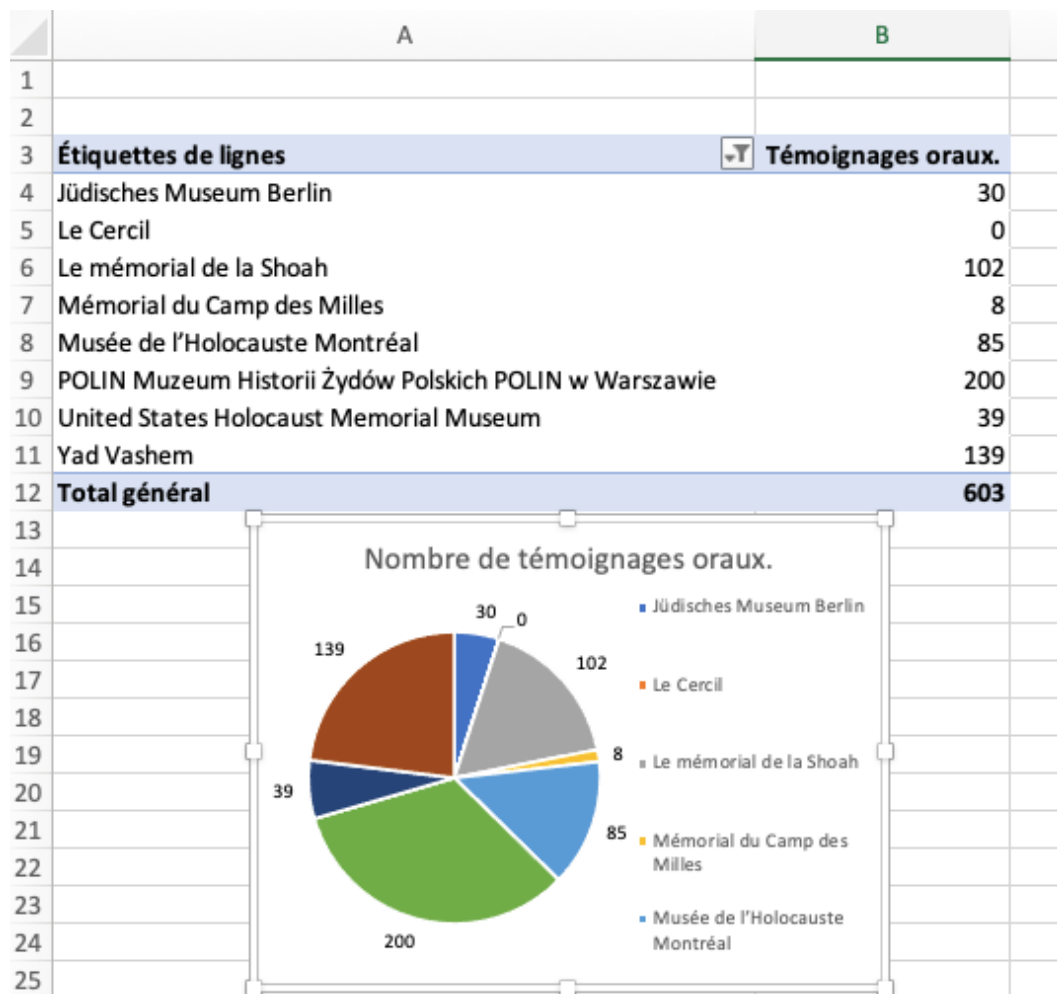 A B
1
2
3 Étiquettes de lignes Témoignages oraux.
4 Jüdisches Museum Berlin 30
5 Le Cercil 0
6 Le mémorial de la Shoah 102
7 Mémorial du Camp des Milles 8
8 Musée de l’Holocauste Montréal 85
9 POLIN Muzeum Historii Żydów Polskich POLIN w Warszawie 200
10 United States Holocaust Memorial Museum 39
11 Yad Vashem 139
12 Total général 603
13
14
15
16
17
18
19
20
21
22
23
24
25
Nombre de témoignages oraux.
30
0
102
8
85
200
39
139
Jüdisches Museum Berlin
Le Cercil
Le mémorial de la Shoah
Mémorial du Camp des
Milles
Musée de l’Holocauste
Montréal